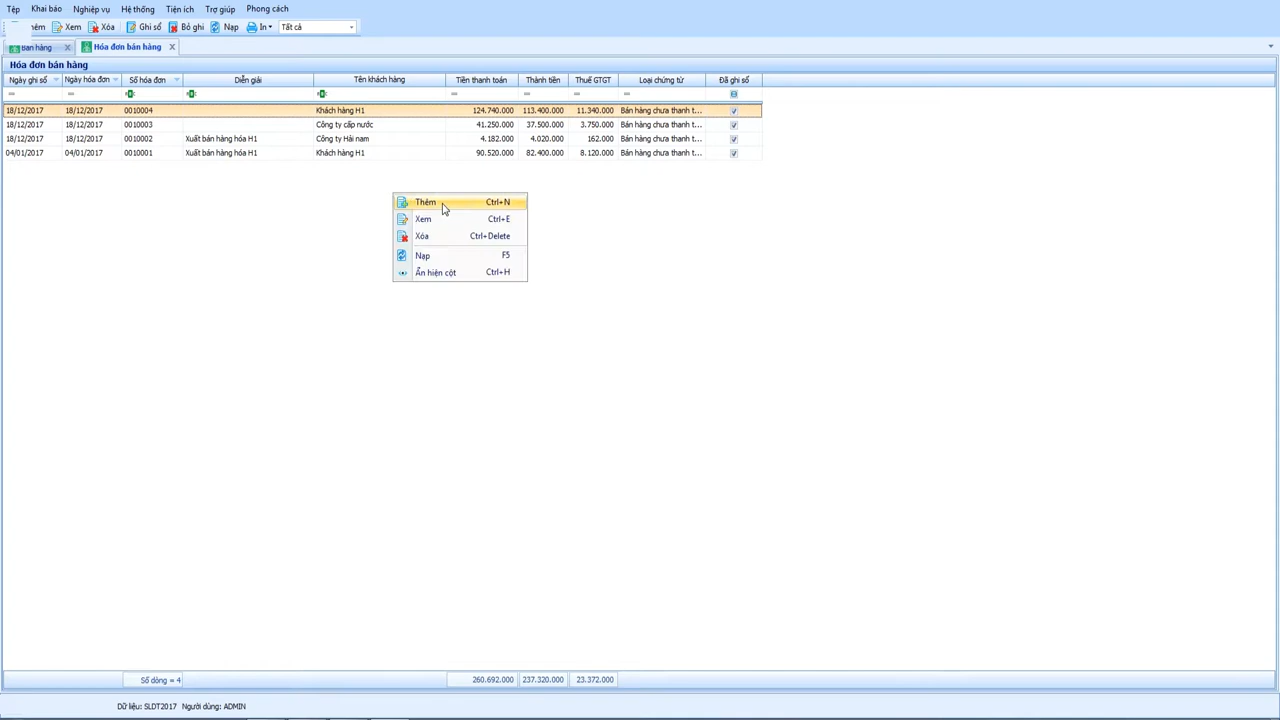 Tệp Khai báo Nghiệp vụ Hệ thống Tiện ích Trợ giúp Phong cách
Xem Xóa Ghi sổ Bỏ ghi Nạp In Tất cả
Bán hàng Hóa đơn bán hàng
Hóa đơn bán hàng
Ngày ghi sổ Ngày hóa đơn Số hóa đơn Diễn giải Tên khách hàng Tiền thanh toán Thành tiền Thuế GTGT Loại chứng từ Đã ghi sổ
18/12/2017 18/12/2017 0010004 Khách hàng H1 124.740.000 113.400.000 11.340.000 Bán hàng chưa thanh t...
18/12/2017 18/12/2017 0010003 Công ty cấp nước 41.250.000 37.500.000 3.750.000 Bán hàng chưa thanh t...
18/12/2017 18/12/2017 0010002 Xuất bán hàng hóa H1 Công ty Hải nam 4.182.000 4.020.000 162.000 Bán hàng chưa thanh t...
04/01/2017 04/01/2017 0010001 Xuất bán hàng hóa H1 Khách hàng H1 90.520.000 82.400.000 8.120.000 Bán hàng chưa thanh t...
Thêm Ctrl+N
Xem Ctrl+E
Xóa Ctrl+Delete
Nạp F5
Ẩn hiện cột Ctrl+H
Số dòng = 4 260.692.000 237.320.000 23.372.000
Dữ liệu: SLDT2017 Người dùng: ADMIN